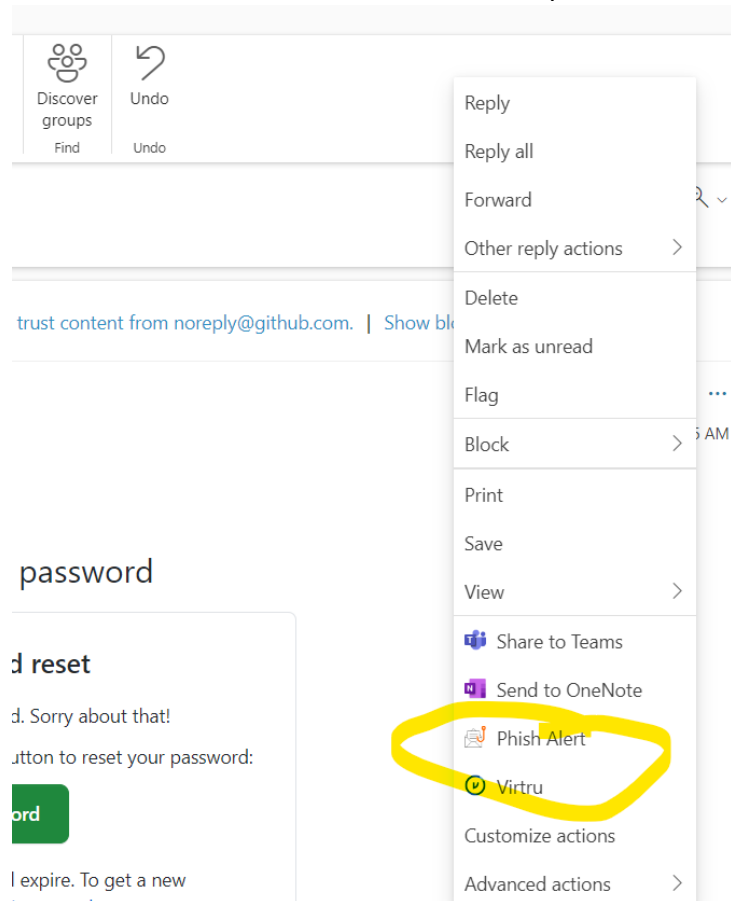 Discover groups
Find
Undo
Undo
trust content from noreply@github.com. | Show bl
AM
password
d reset
d. Sorry about that!
utton to reset your password:
ord
l expire. To get a new
Reply
Reply all
Forward
Other reply actions
Delete
Mark as unread
Flag
Block
Print
Save
View
Share to Teams
Send to OneNote
Phish Alert
Virtru
Customize actions
Advanced actions